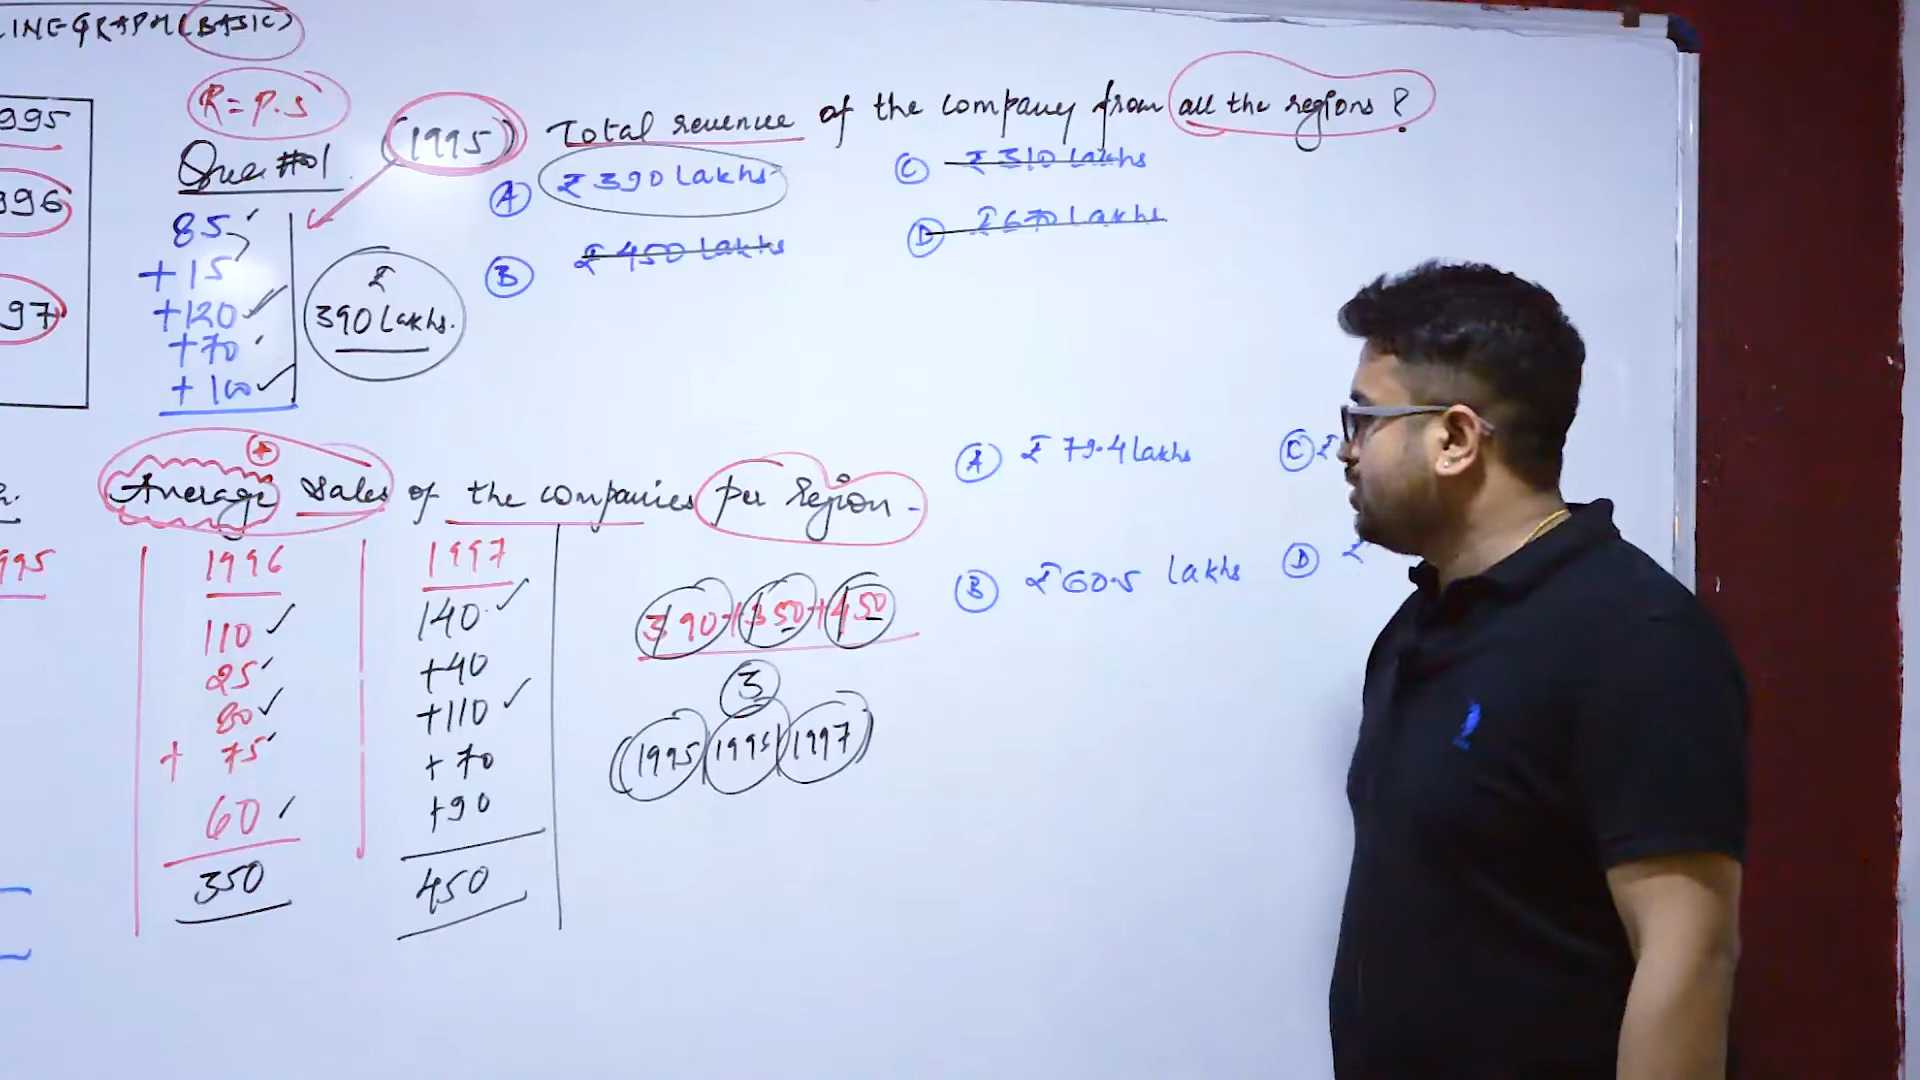 LINE GRAPH (BASIC)
R = P.S
995
996
97
Que #01
(1995) Total revenue of the company from all the regions ?
A ₹ 390 Lakhs
C ₹ 310 Lakhs
B ₹ 450 Lakhs
D ₹ 670 Lakhs
85
+ 15
+120
+70
+ 100
₹
390 Lakhs.
Average Sales of the companies per region -
A ₹ 79.4 lakhs
C ₹
B ₹ 60.5 lakhs
D ₹
995
1996
110
25
80
+ 75
60
350
1997
140
+40
+110
+ 70
+90
450
390+350+450
3
(1995 1996 1997)